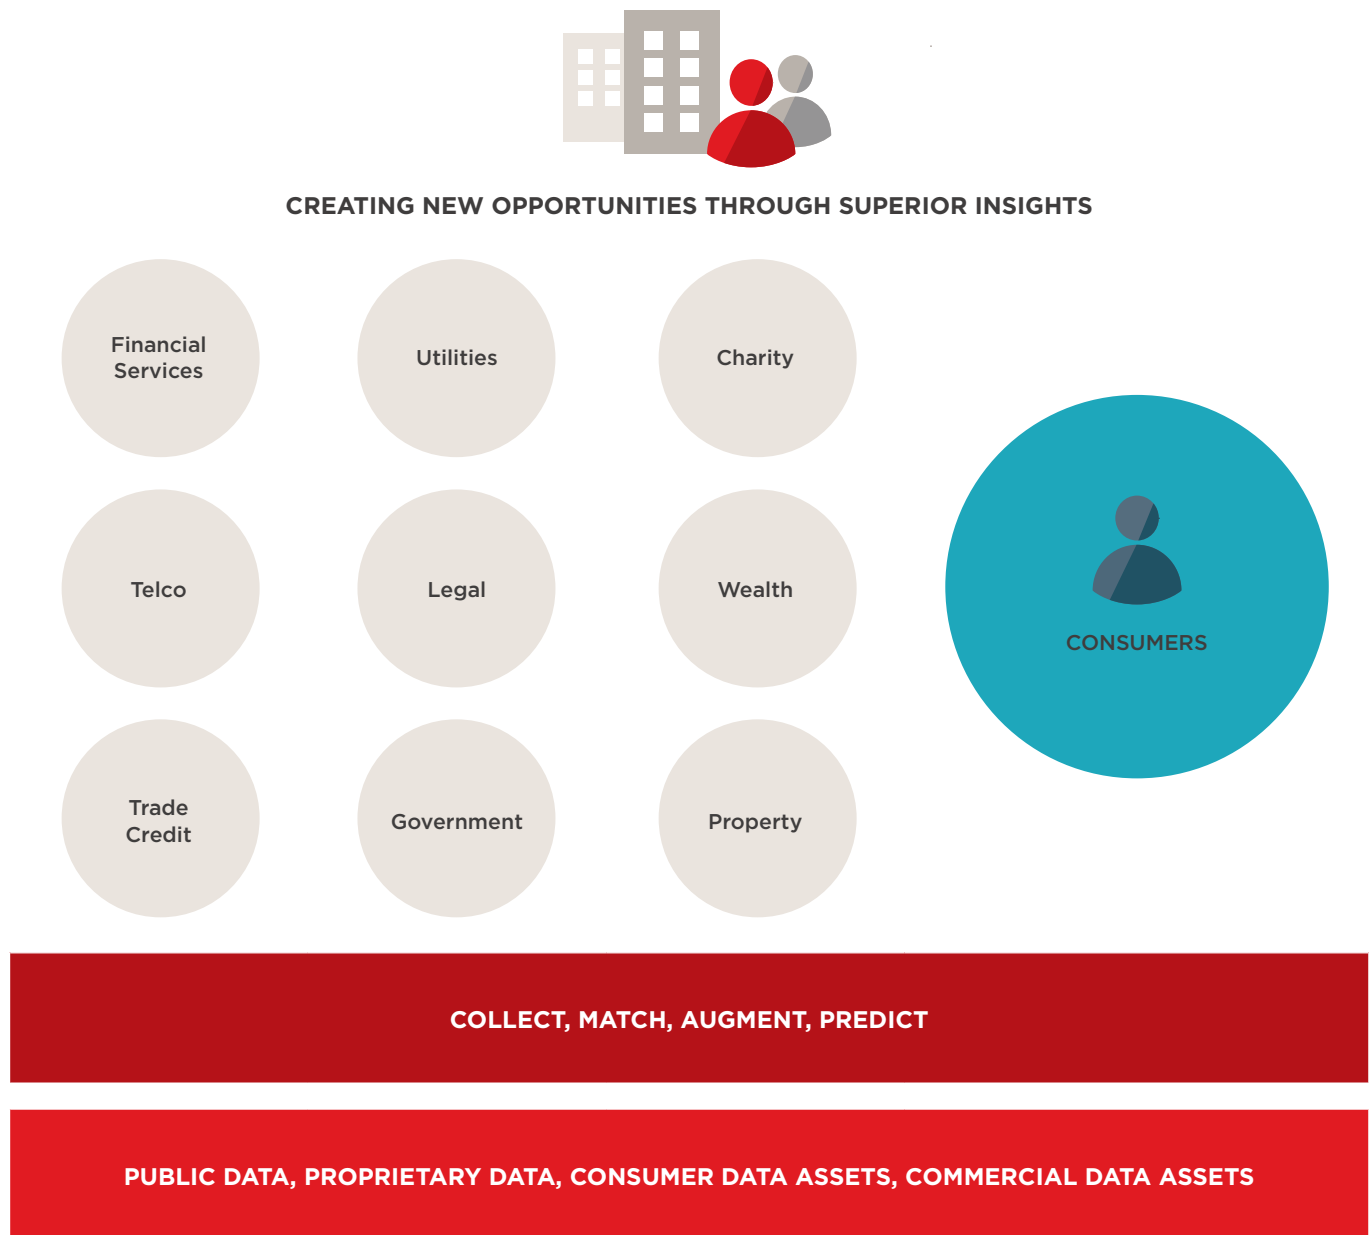 CREATING NEW OPPORTUNITIES THROUGH SUPERIOR INSIGHTS
Financial
Services
Utilities
Charity
Telco
Legal
Wealth
CONSUMERS
Trade
Credit
Government
Property
COLLECT, MATCH, AUGMENT, PREDICT
PUBLIC DATA, PROPRIETARY DATA, CONSUMER DATA ASSETS, COMMERCIAL DATA ASSETS